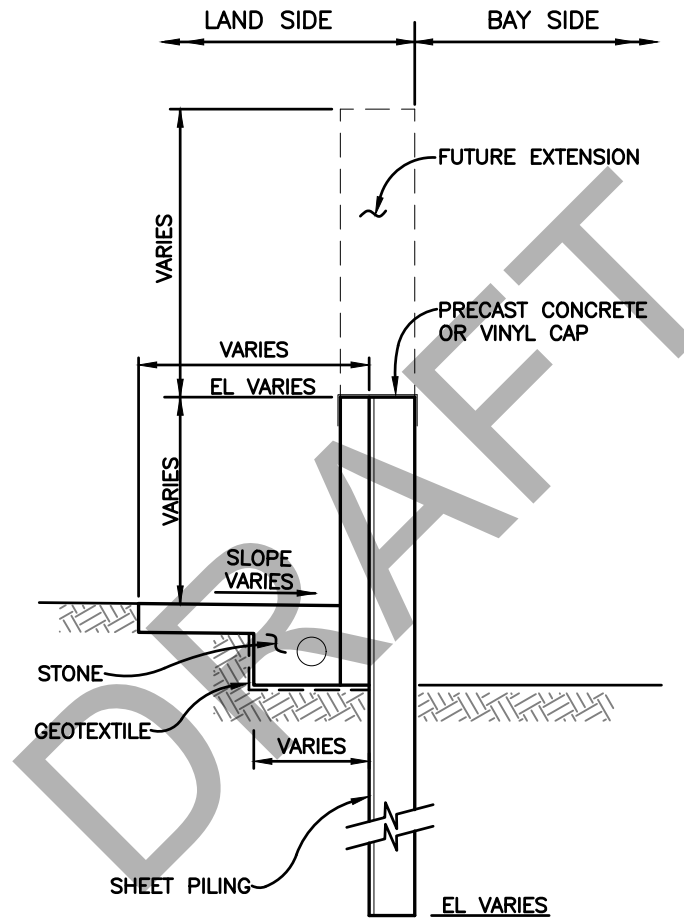 LAND SIDE
BAY SIDE
FUTURE EXTENSION
VARIES
PRECAST CONCRETE
OR VINYL CAP
VARIES
EL VARIES
VARIES
SLOPE
VARIES
STONE
GEOTEXTILE
VARIES
SHEET PILING
EL VARIES
DRAFT